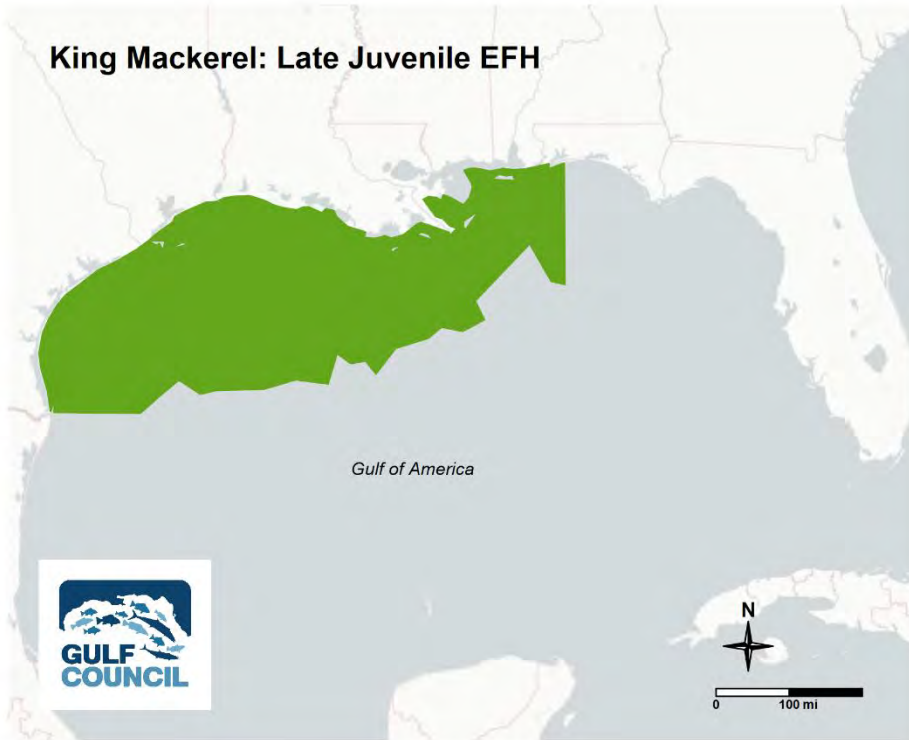 King Mackerel: Late Juvenile EFH
Gulf of America
GULF
COUNCIL
N
0 100 mi